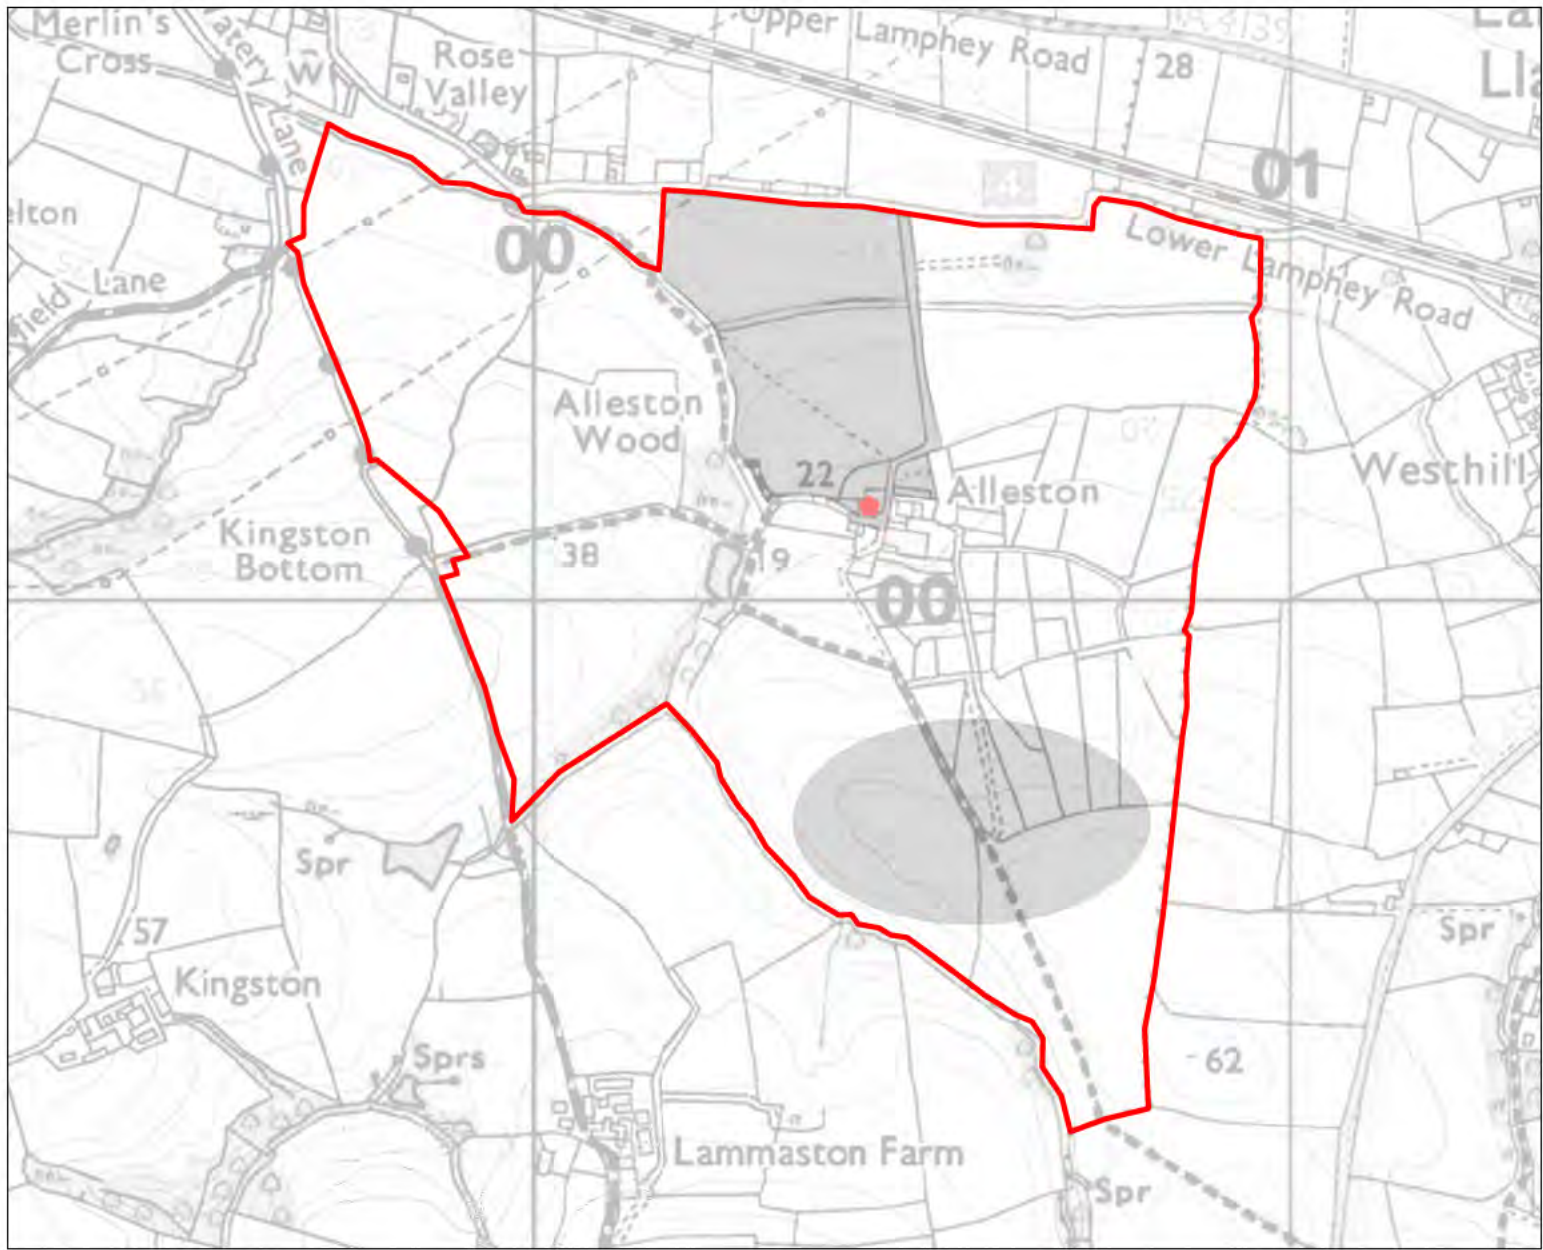 Merlin's
Cross
Watery Lane
W
Rose
Valley
Upper Lamphey Road
28
01
elton
00
Lower Lamphey Road
field Lane
Alleston
Wood
22
Alleston
Westhill
Kingston
Bottom
38
19
00
Spr
57
Spr
Kingston
Sprs
62
Lammaston Farm
Spr